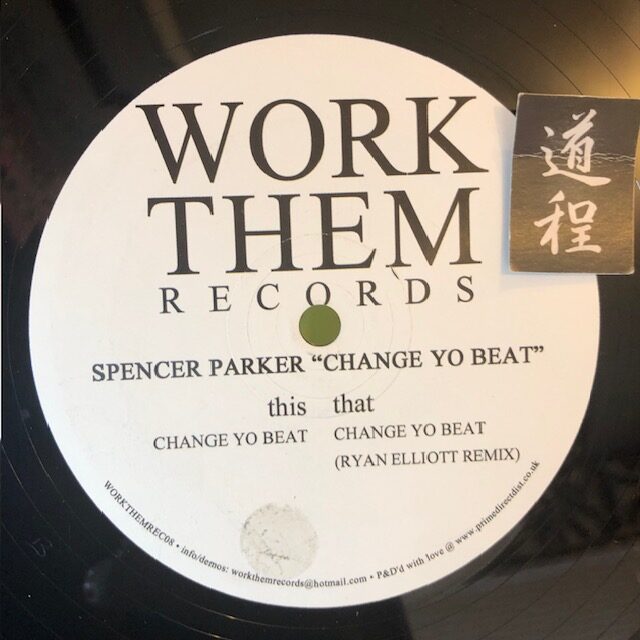 WORK
THEM
RECORDS
SPENCER PARKER “CHANGE YO BEAT”
this that
CHANGE YO BEAT CHANGE YO BEAT
(RYAN ELLIOTT REMIX)
WORKTHEMREC08 • info/demos: workthemrecords@hotmail.com • P&D'd with love @ www.primedirectdist.co.uk
道程